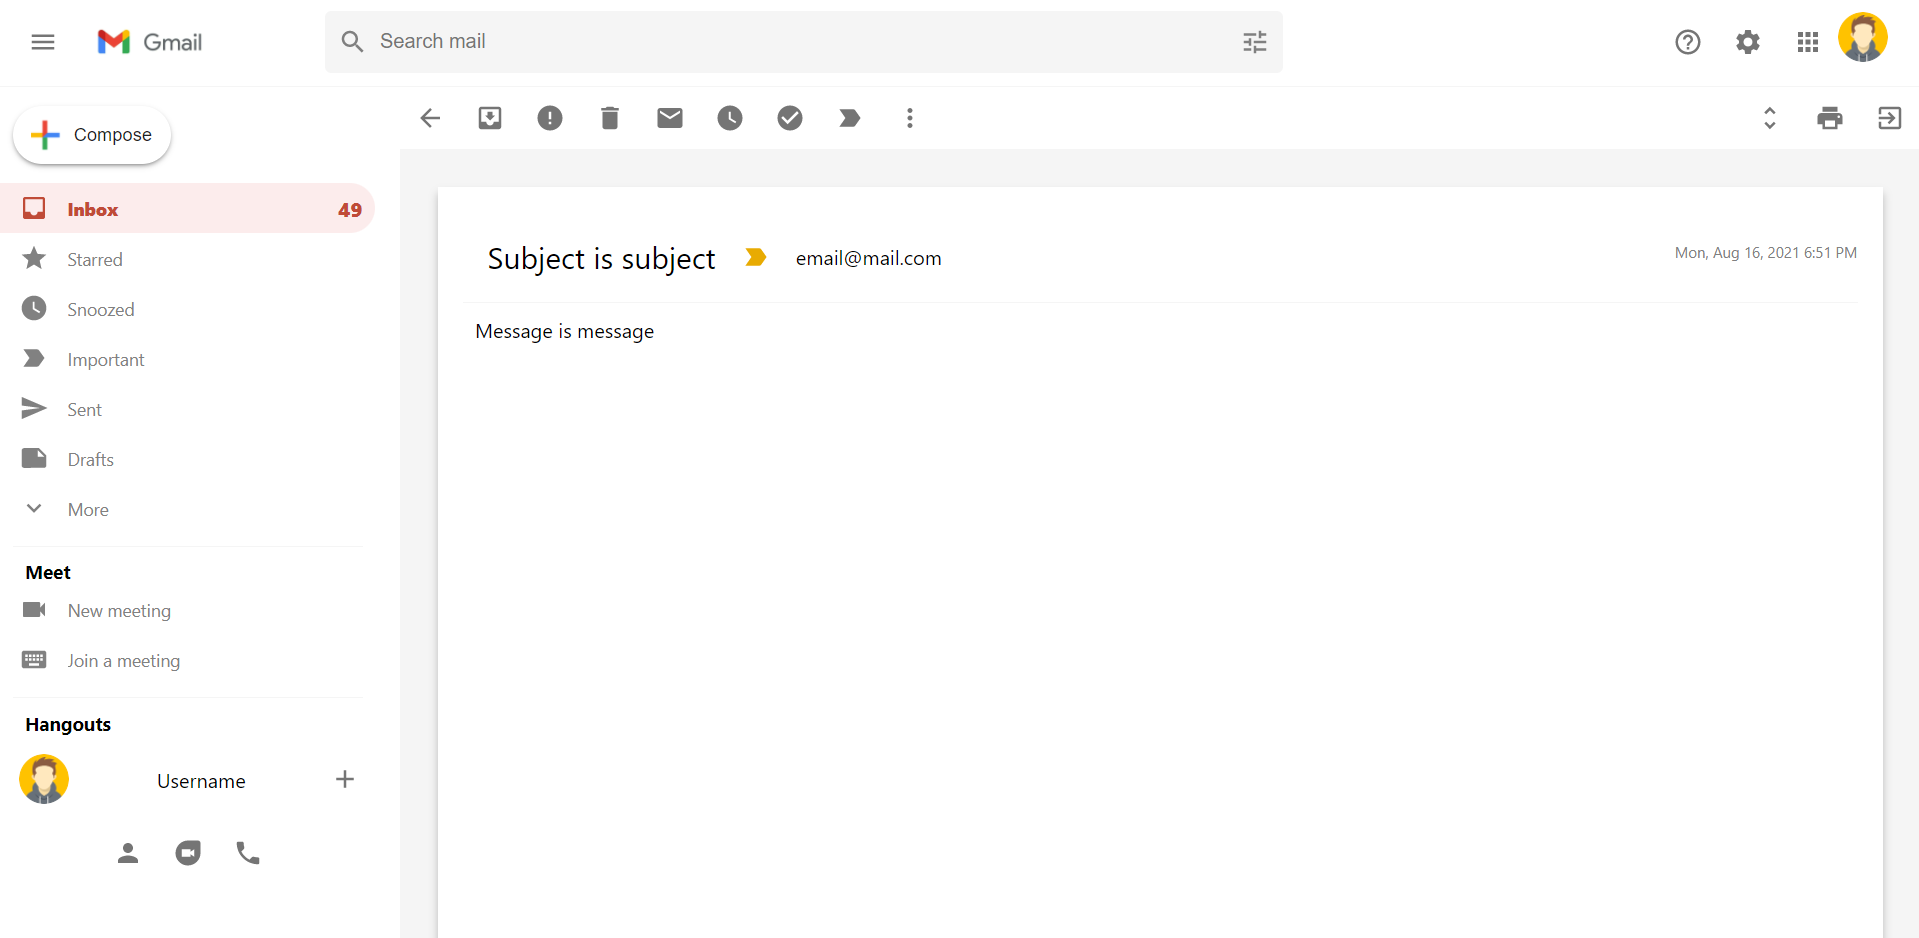 Gmail
Search mail
Compose
Inbox 49
Starred
Snoozed
Important
Sent
Drafts
More
Meet
New meeting
Join a meeting
Hangouts
Username
Subject is subject email@mail.com Mon, Aug 16, 2021 6:51 PM
Message is message